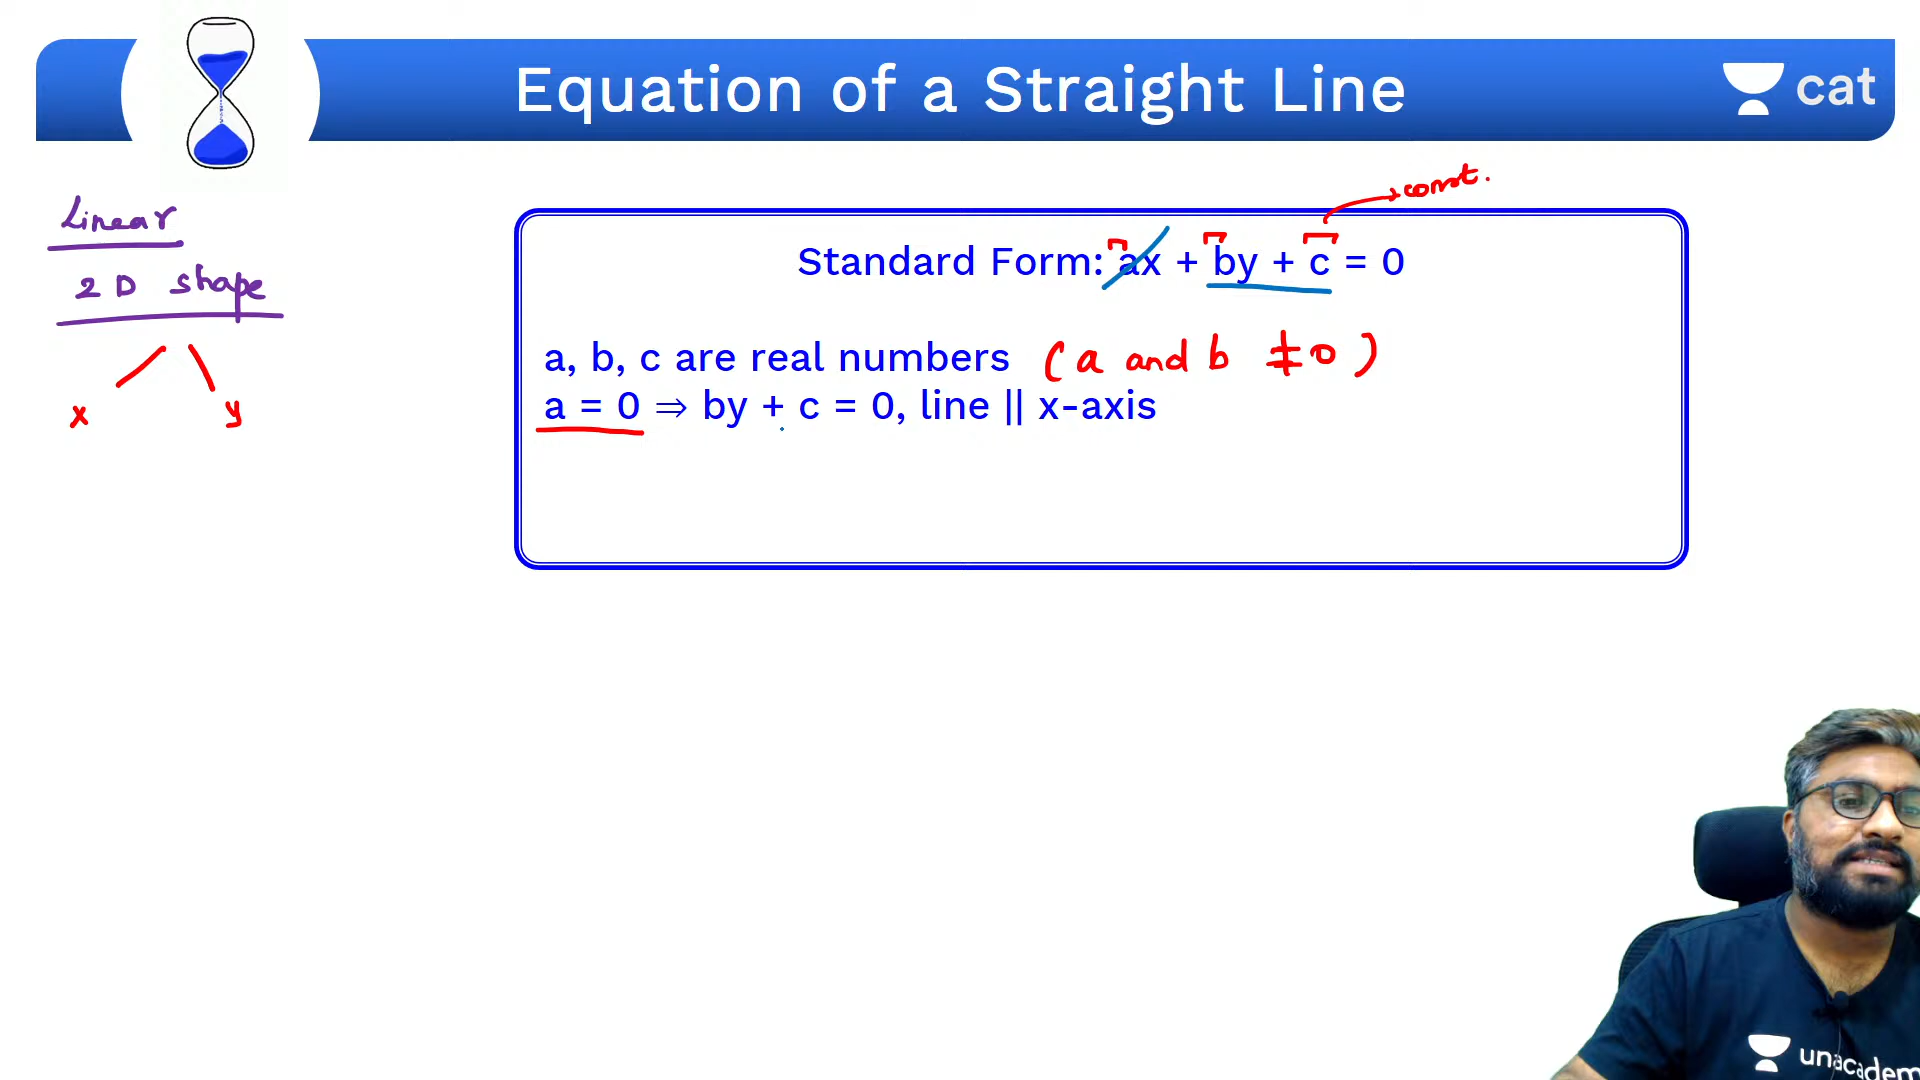 Equation of a Straight Line
cat
Linear
2 D shape
x y
const.
Standard Form: ax + by + c = 0
a, b, c are real numbers (a and b ≠ 0)
a = 0 ⇒ by + c = 0, line || x-axis
unacadem